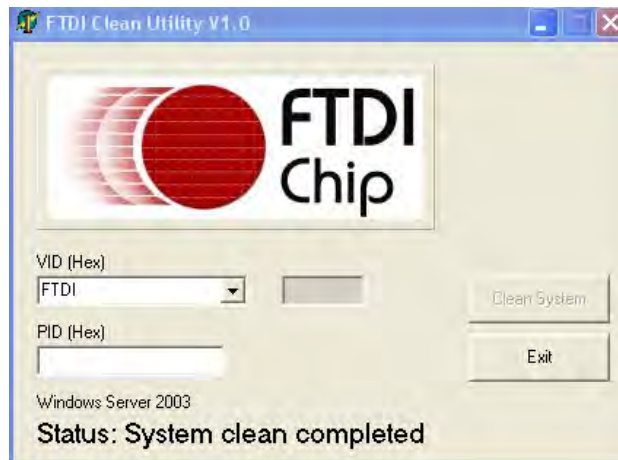 FTDI Clean Utility V1.0
FTDI
Chip
VID (Hex)
FTDI
Clean System
PID (Hex)
Exit
Windows Server 2003
Status: System clean completed